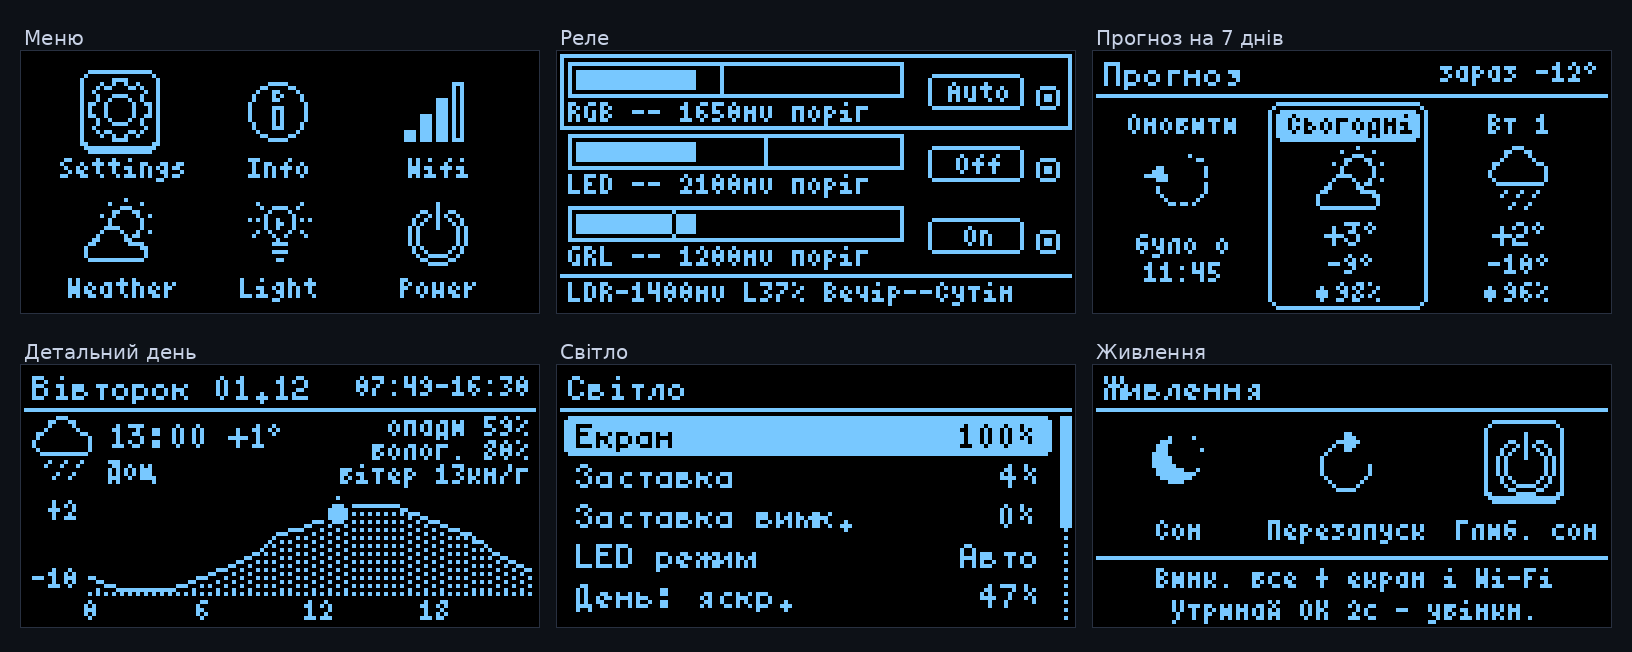 Меню
Settings
Info
Wifi
Weather
Light
Power
Реле
Auto
RGB -- 1650mV поріг
Off
LED -- 2100mV поріг
On
GRL -- 1200mV поріг
LDR-1400mV L37% Вечір--Сутін
Прогноз на 7 днів
Прогноз зараз -12°
Оновити
було о
11:45
Сьогодні
+3°
-9°
98%
Вт 1
+2°
-10°
96%
Детальний день
Вівторок 01.12 07:49-16:30
13:00 +1°
Дощ
опади 59%
волог. 80%
вітер 13км/г
+2
-10
0 6 12 18
Світло
Світло
Екран 100%
Заставка 4%
Заставка вимк. 0%
LED режим Авто
День: яскр. 47%
Живлення
Живлення
Сон
Перезапуск
Глиб. сон
Вимк. все + екран і Wi-Fi
Утримай ОК 2с - увімкн.